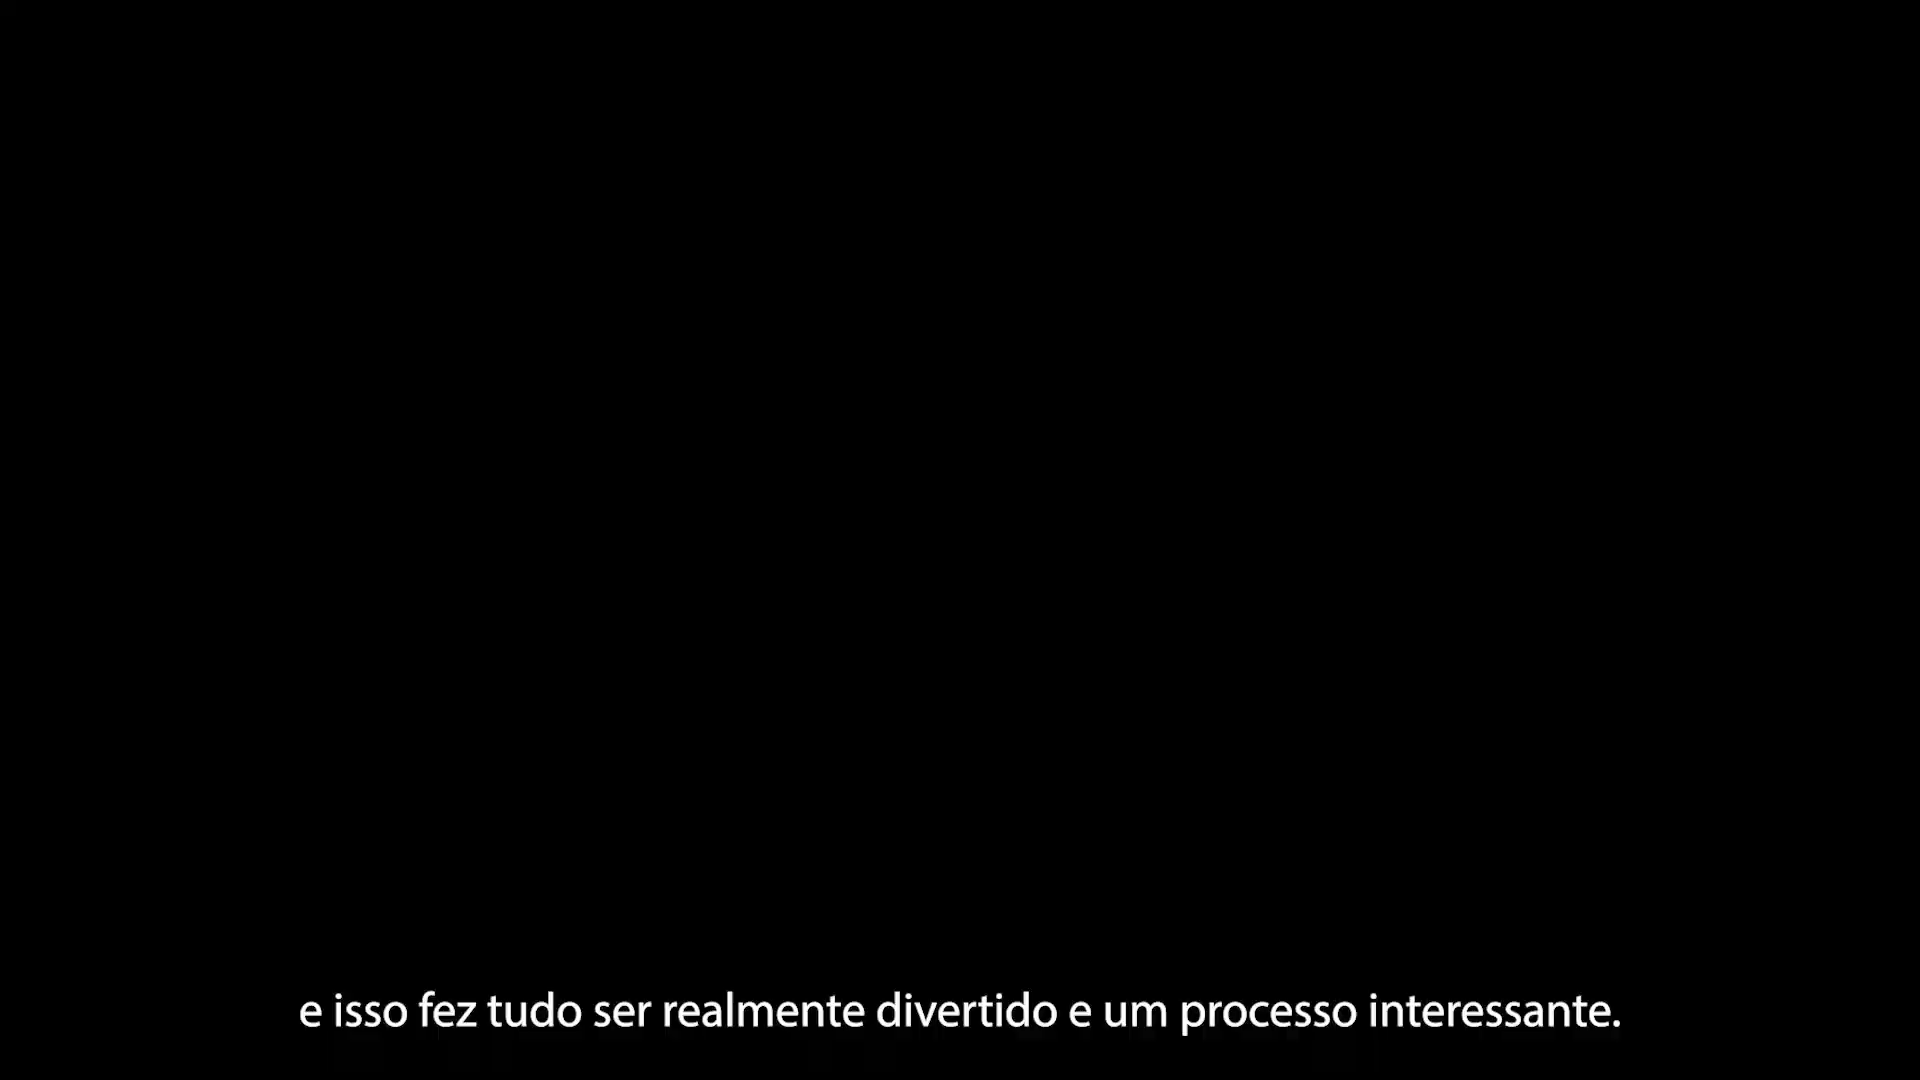 e isso fez tudo ser realmente divertido e um processo interessante.